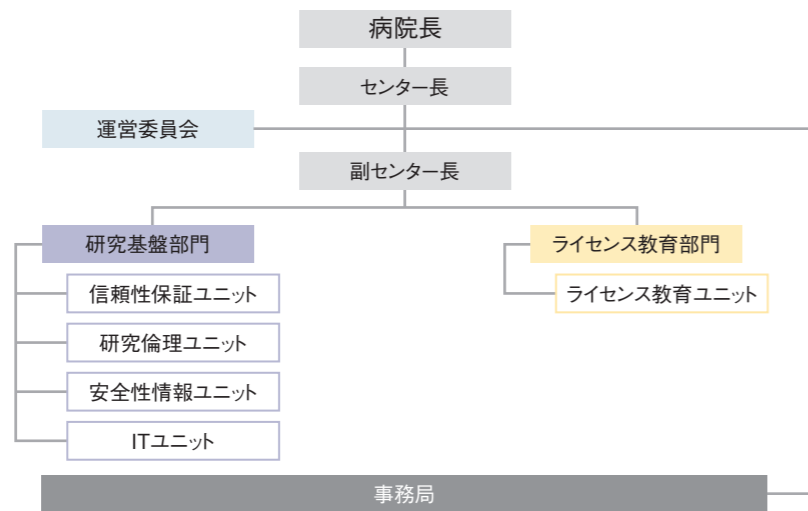 病院長
センター長
運営委員会
副センター長
研究基盤部門
信頼性保証ユニット
研究倫理ユニット
安全性情報ユニット
ITユニット
ライセンス教育部門
ライセンス教育ユニット
事務局